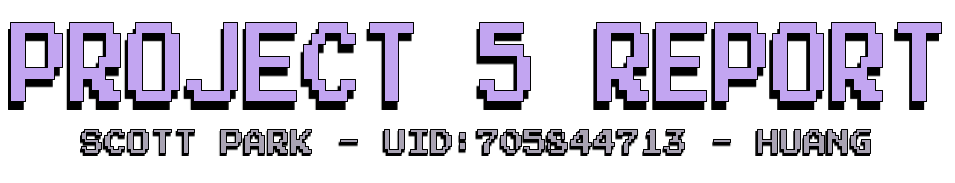 PROJECT 5 REPORT
SCOTT PARK - UID:705844713 - HUANG